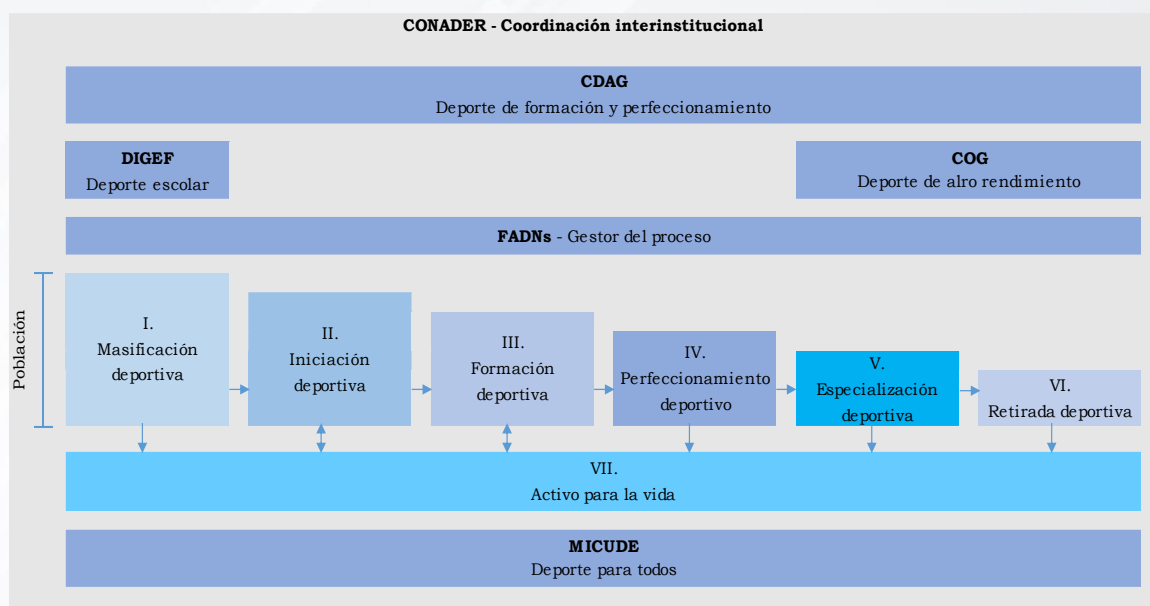 CONADER - Coordinación interinstitucional
CDAG
Deporte de formación y perfeccionamiento
DIGEF
Deporte escolar
COG
Deporte de alro rendimiento
FADNs - Gestor del proceso
Población
I.
Masificación
deportiva
II.
Iniciación
deportiva
III.
Formación
deportiva
IV.
Perfeccionamiento
deportivo
V.
Especialización
deportiva
VI.
Retirada deportiva
VII.
Activo para la vida
MICUDE
Deporte para todos